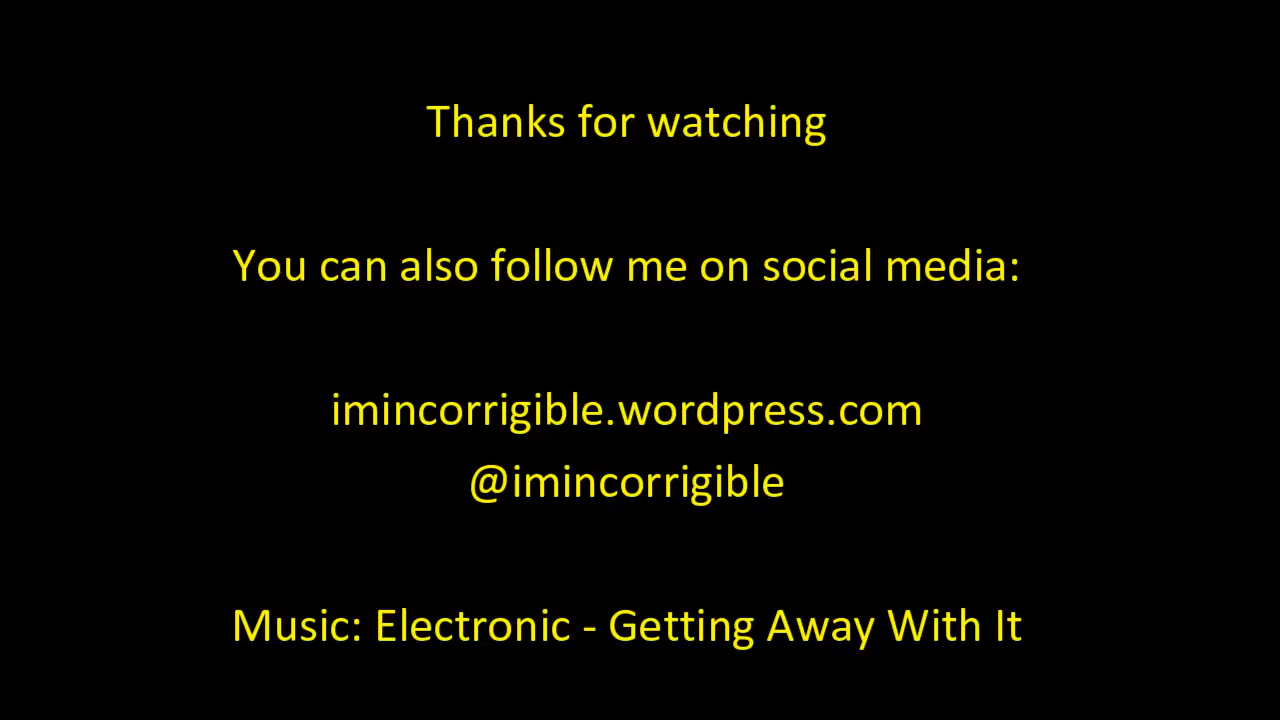 Thanks for watching
You can also follow me on social media:
imincorrigible.wordpress.com
@imincorrigible
Music: Electronic - Getting Away With It